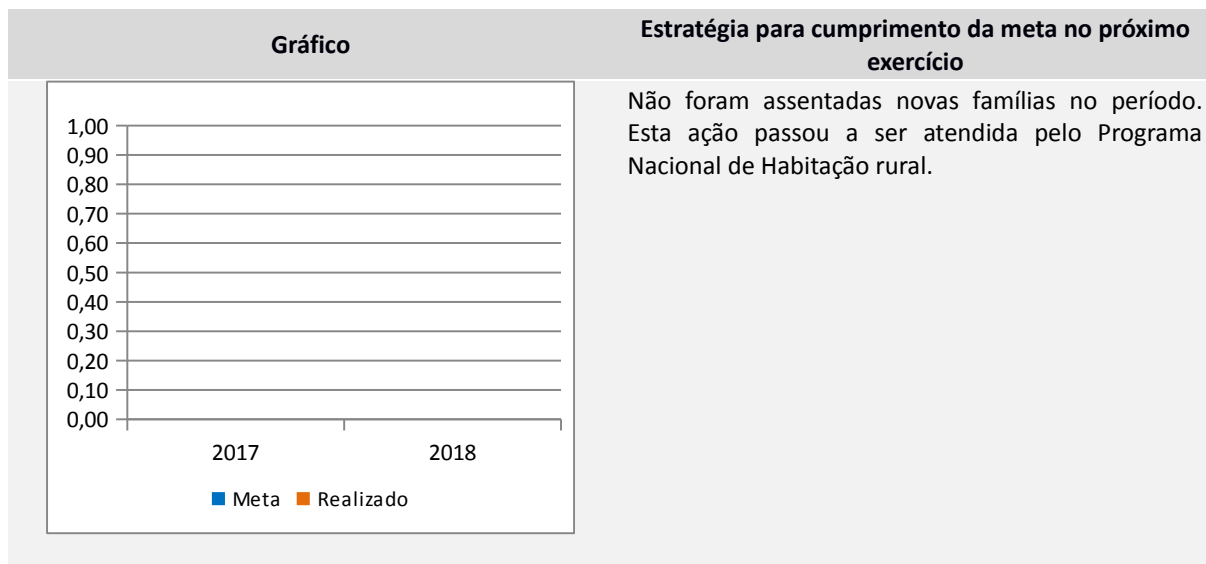 Gráfico
Estratégia para cumprimento da meta no próximo
exercício
1,00
0,90
0,80
0,70
0,60
0,50
0,40
0,30
0,20
0,10
0,00
2017 2018
Meta Realizado
Não foram assentadas novas famílias no período.
Esta ação passou a ser atendida pelo Programa
Nacional de Habitação rural.